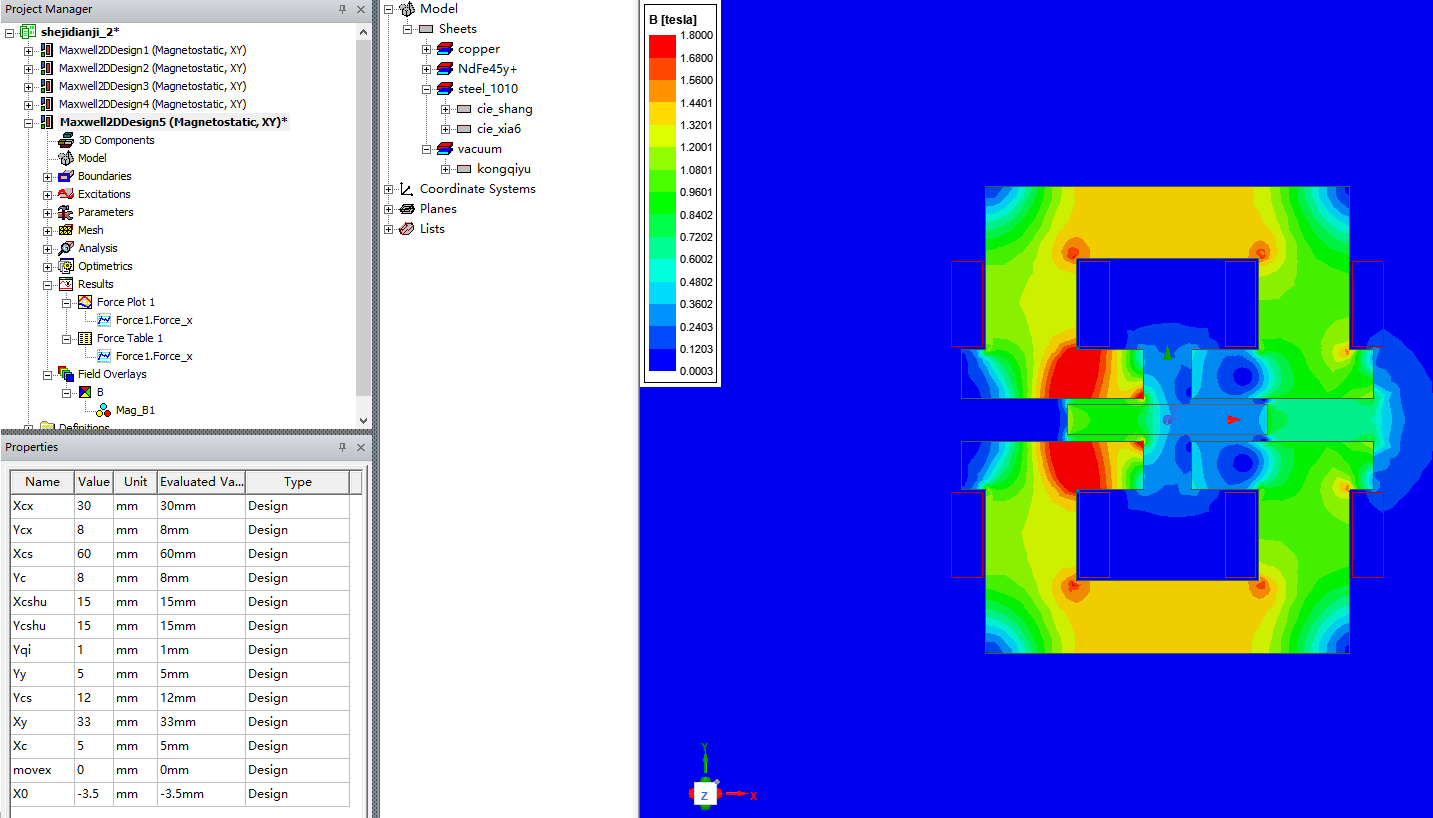 Project Manager
shejidianji_2*
Maxwell2DDesign1 (Magnetostatic, XY)
Maxwell2DDesign2 (Magnetostatic, XY)
Maxwell2DDesign3 (Magnetostatic, XY)
Maxwell2DDesign4 (Magnetostatic, XY)
Maxwell2DDesign5 (Magnetostatic, XY)*
3D Components
Model
Boundaries
Excitations
Parameters
Mesh
Analysis
Optimetrics
Results
Force Plot 1
Force1.Force_x
Force Table 1
Force1.Force_x
Field Overlays
B
Mag_B1
Definitions
Properties
Name Value Unit Evaluated Va... Type
Xcx 30 mm 30mm Design
Ycx 8 mm 8mm Design
Xcs 60 mm 60mm Design
Yc 8 mm 8mm Design
Xcshu 15 mm 15mm Design
Ycshu 15 mm 15mm Design
Yqi 1 mm 1mm Design
Yy 5 mm 5mm Design
Ycs 12 mm 12mm Design
Xy 33 mm 33mm Design
Xc 5 mm 5mm Design
movex 0 mm 0mm Design
X0 -3.5 mm -3.5mm Design
Model
Sheets
copper
NdFe45y+
steel_1010
cie_shang
cie_xia6
vacuum
kongqiyu
Coordinate Systems
Planes
Lists
B [tesla]
1.8000
1.6800
1.5600
1.4401
1.3201
1.2001
1.0801
0.9601
0.8402
0.7202
0.6002
0.4802
0.3602
0.2403
0.1203
0.0003
Y
Z
X